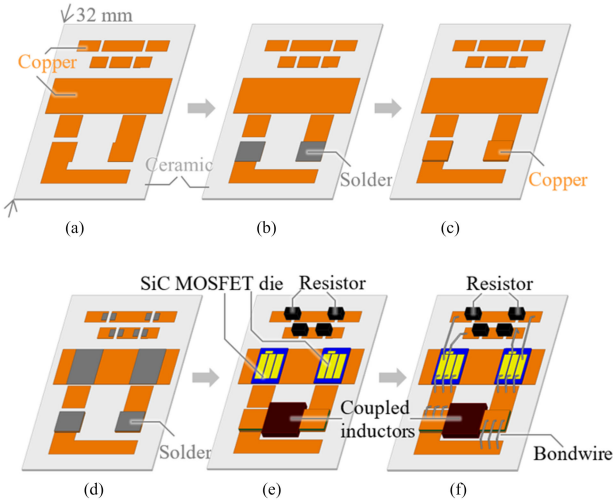 32 mm
Copper
Ceramic
Solder
Copper
(a)
(b)
(c)
SiC MOSFET die
Resistor
Resistor
Solder
Coupled
inductors
Bondwire
(d)
(e)
(f)